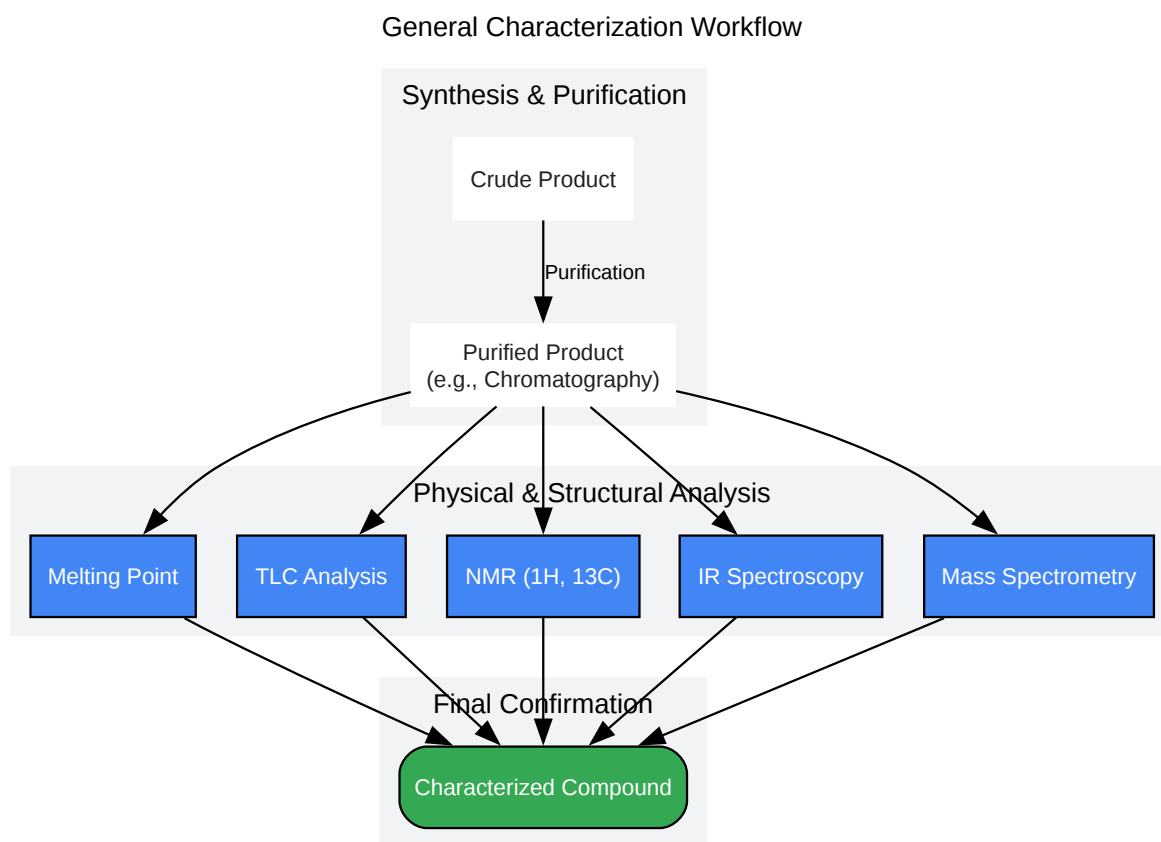 General Characterization Workflow
Synthesis & Purification
Crude Product
Purification
Purified Product
(e.g., Chromatography)
Physical & Structural Analysis
Melting Point
TLC Analysis
NMR (1H, 13C)
IR Spectroscopy
Mass Spectrometry
Final Confirmation
Characterized Compound